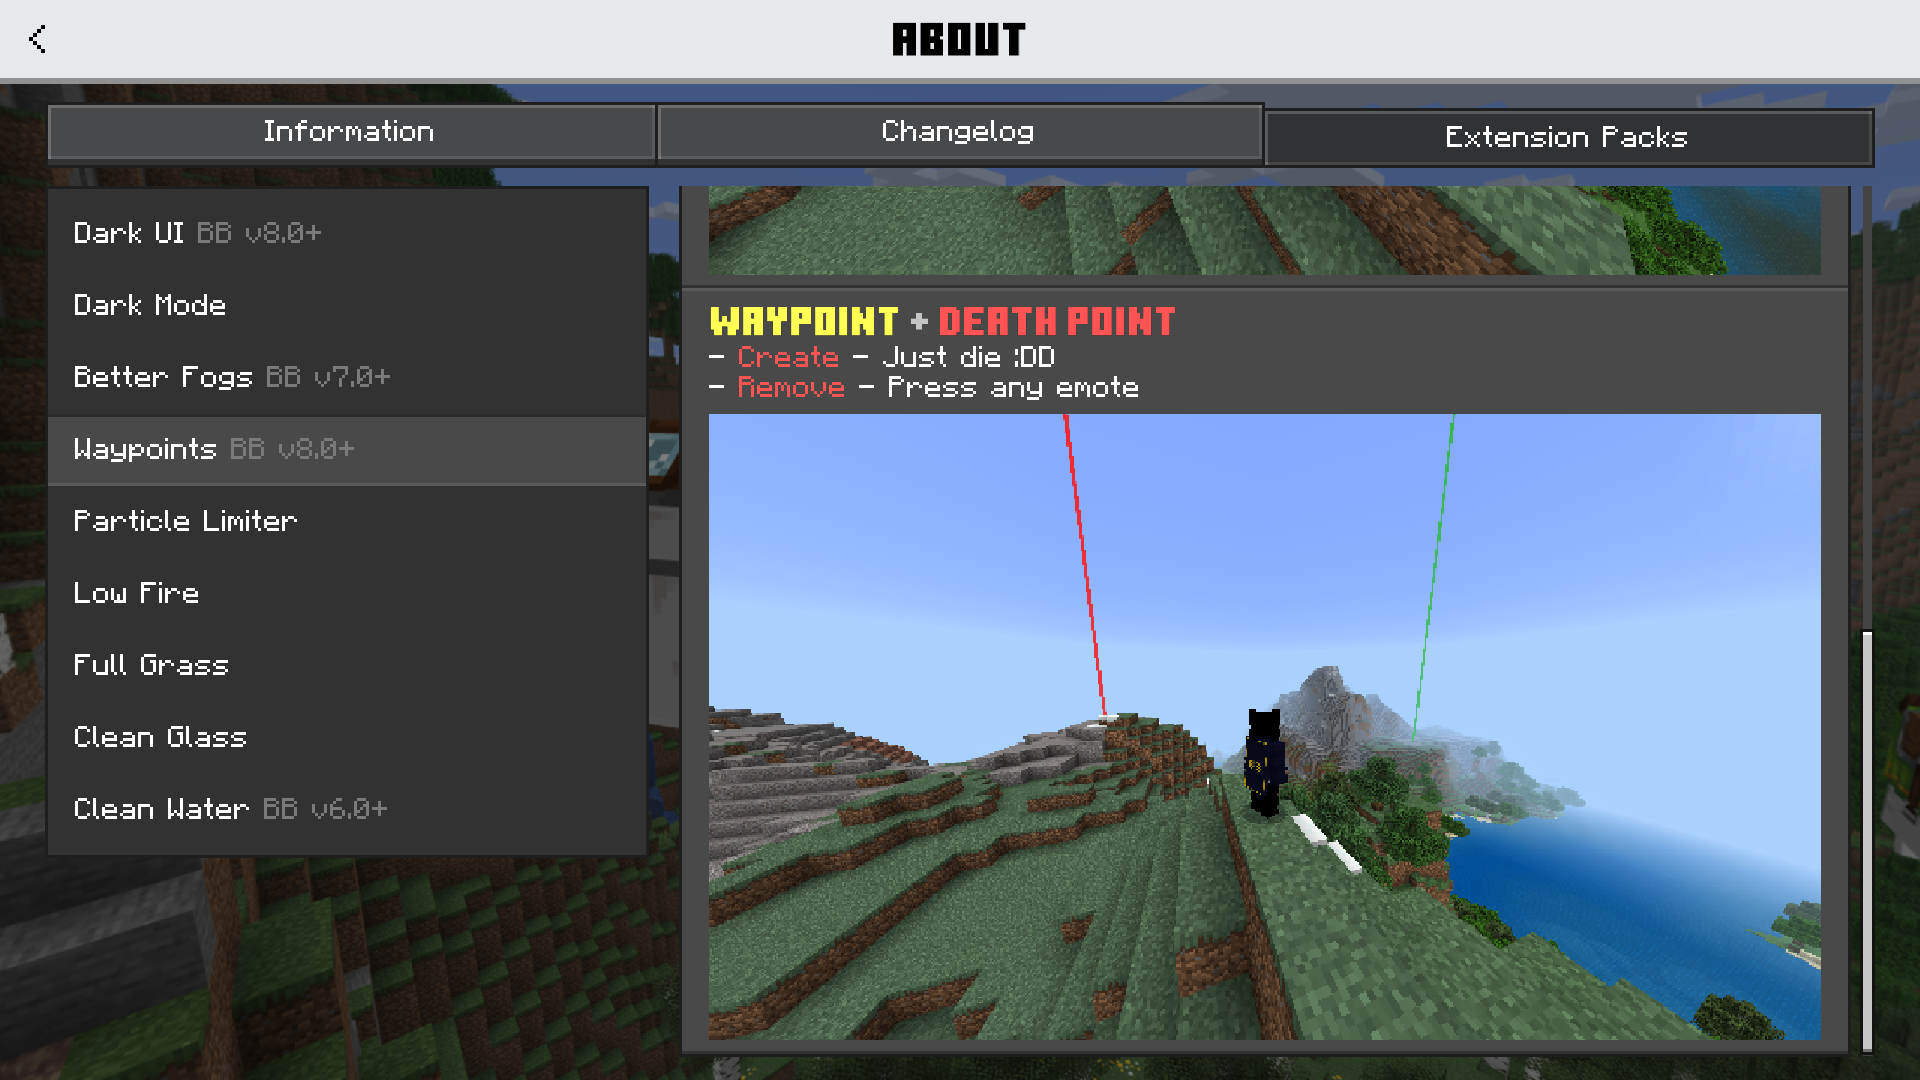 ABOUT
Information
Changelog
Extension Packs
Dark UI BB v8.0+
Dark Mode
Better Fogs BB v7.0+
Waypoints BB v8.0+
Particle Limiter
Low Fire
Full Grass
Clean Glass
Clean Water BB v6.0+
WAYPOINT + DEATH POINT
- Create - Just die :DD
- Remove - Press any emote